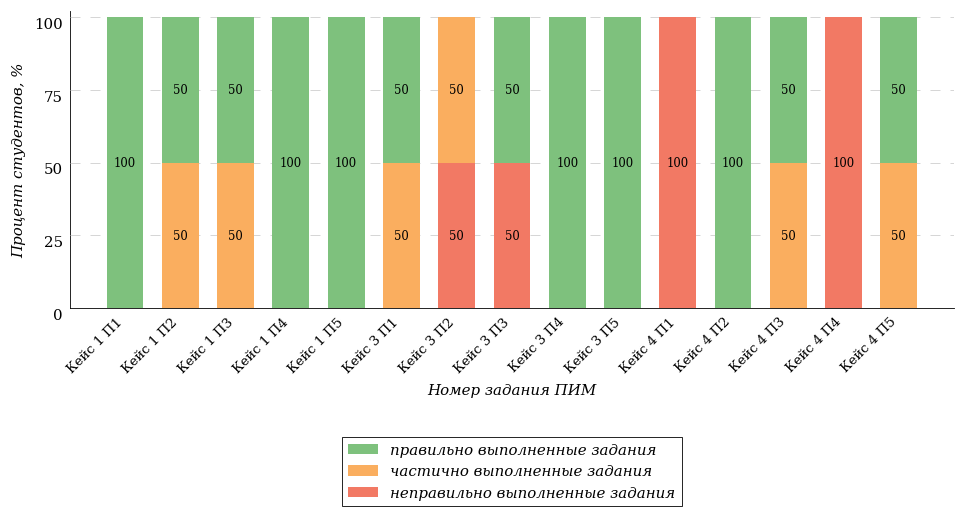 Процент студентов, %
100
75
50
25
0
50 50 50 50 50 50 50
100 100 100 100 100 100 100 100
50 50 50 50 50 50 50
Кейс 1 П1
Кейс 1 П2
Кейс 1 П3
Кейс 1 П4
Кейс 1 П5
Кейс 3 П1
Кейс 3 П2
Кейс 3 П3
Кейс 3 П4
Кейс 3 П5
Кейс 4 П1
Кейс 4 П2
Кейс 4 П3
Кейс 4 П4
Кейс 4 П5
Номер задания ПИМ
правильно выполненные задания
частично выполненные задания
неправильно выполненные задания